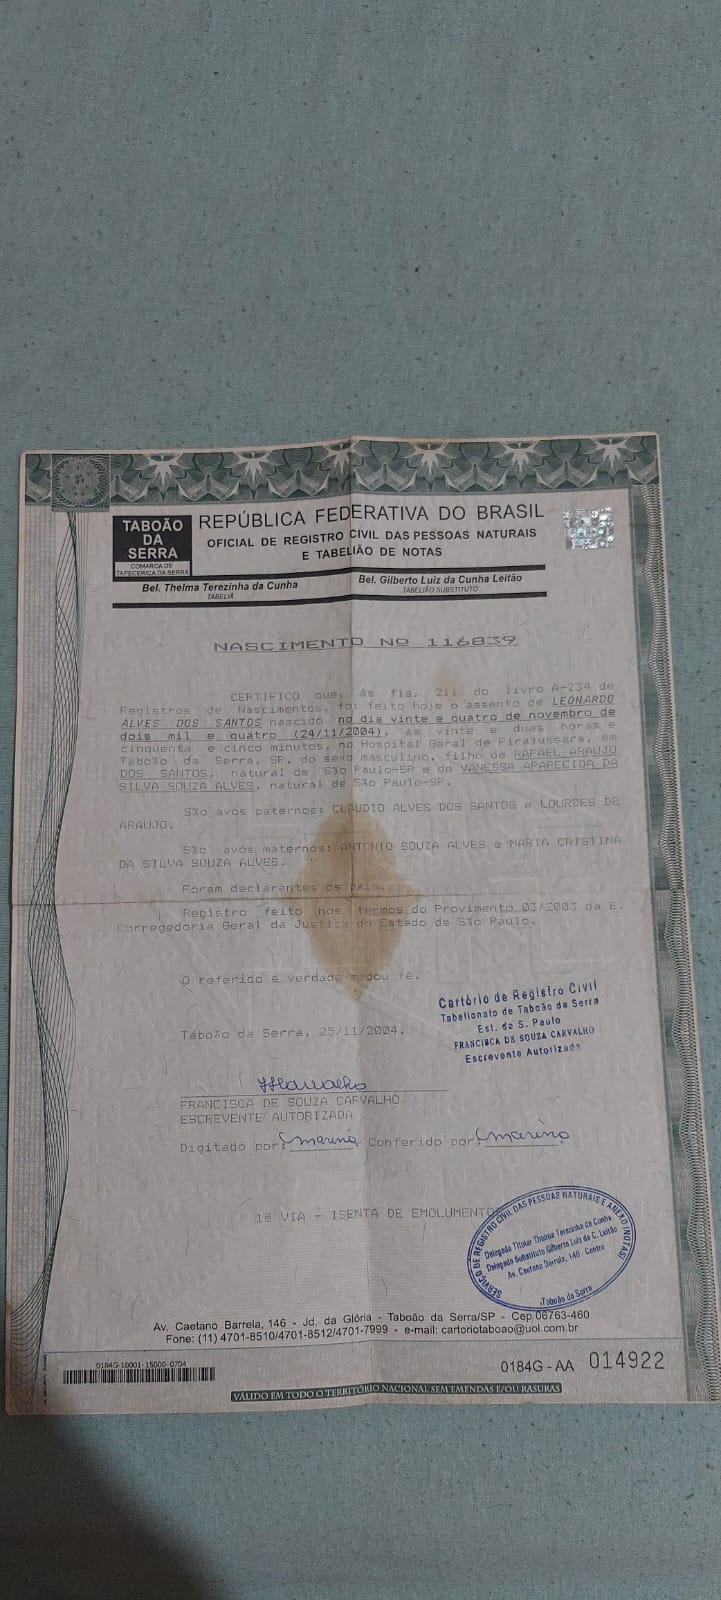 TABOÃO
DA
SERRA
COMARCA DE
ITAPECERICA DA SERRA
REPÚBLICA FEDERATIVA DO BRASIL
OFICIAL DE REGISTRO CIVIL DAS PESSOAS NATURAIS
E TABELIÃO DE NOTAS
Bel. Thelma Terezinha da Cunha
TABELIÃ
Bel. Gilberto Luiz da Cunha Leitão
TABELIÃO SUBSTITUTO
NASCIMENTO Nº 116839
CERTIFICO que, às fls. 211 do livro A-234 de
Registros de Nascimentos, foi feito hoje o assento de LEONARDO
ALVES DOS SANTOS nascido no dia vinte e quatro de novembro de
dois mil e quatro (24/11/2004), às vinte e duas horas e
cinquenta e cinco minutos, no Hospital Geral de Pirajussara, em
Taboão da Serra, SP, do sexo masculino, filho de RAFAEL ARAUJO
DOS SANTOS, natural de São Paulo-SP e de VANESSA APARECIDA DA
SILVA SOUZA ALVES, natural de São Paulo-SP.
São avós paternos: CLAUDIO ALVES DOS SANTOS e LOURDES DE
ARAUJO.
São avós maternos: ANTONIO SOUZA ALVES e MARIA CRISTINA
DA SILVA SOUZA ALVES.
Foram declarantes os pais.
Registro feito nos termos do Provimento 03/2003 da E.
Corregedoria Geral da Justiça do Estado de São Paulo.
O referido é verdade e dou fé.
Cartório de Registro Civil
Tabelionato de Taboão da Serra
Est. de S. Paulo
FRANCISCA DE SOUZA CARVALHO
Escrevente Autorizada
Taboão da Serra, 25/11/2004.
FRANCISCA DE SOUZA CARVALHO
ESCREVENTE AUTORIZADA
Digitado por: Marino Conferido por: Marino
1ª VIA - ISENTA DE EMOLUMENTOS
SERVIÇO DE REGISTRO CIVIL DAS PESSOAS NATURAIS E ANEXO (NOTAS)
Delegada Titular Thelma Terezinha da Cunha
Delegado Substituto Gilberto Luiz da C. Leitão
Av. Caetano Barrela, 146 - Centro
Taboão da Serra
Av. Caetano Barrela, 146 - Jd. da Glória - Taboão da Serra/SP - Cep 06763-460
Fone: (11) 4701-8510/4701-8512/4701-7999 - e-mail: cartoriotaboao@uol.com.br
0184G-10001-15000-0704
0184G - AA 014922
VÁLIDO EM TODO O TERRITÓRIO NACIONAL SEM EMENDAS E/OU RASURAS